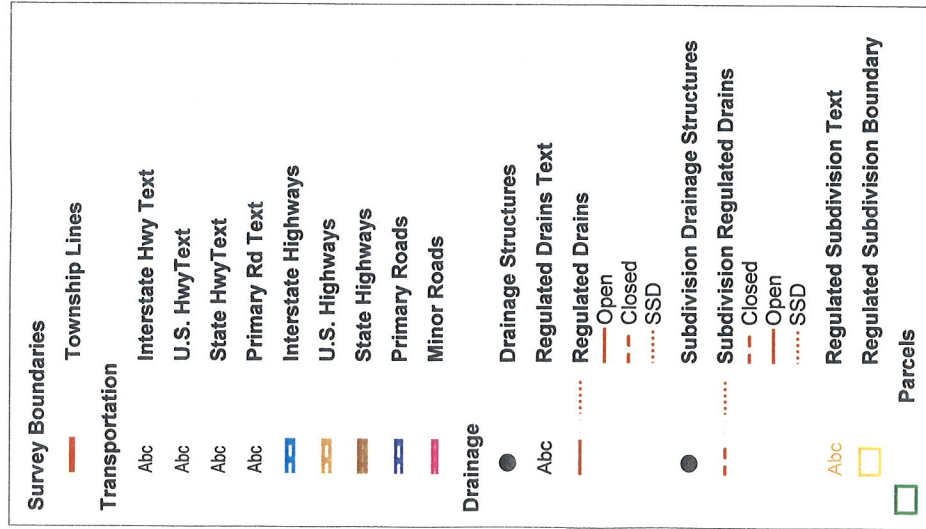 Survey Boundaries
Township Lines
Transportation
Abc Interstate Hwy Text
Abc U.S. HwyText
Abc State HwyText
Abc Primary Rd Text
Interstate Highways
U.S. Highways
State Highways
Primary Roads
Minor Roads
Drainage
Drainage Structures
Abc Regulated Drains Text
Regulated Drains
Open
Closed
SSD
Subdivision Drainage Structures
Subdivision Regulated Drains
Closed
Open
SSD
Abc Regulated Subdivision Text
Regulated Subdivision Boundary
Parcels